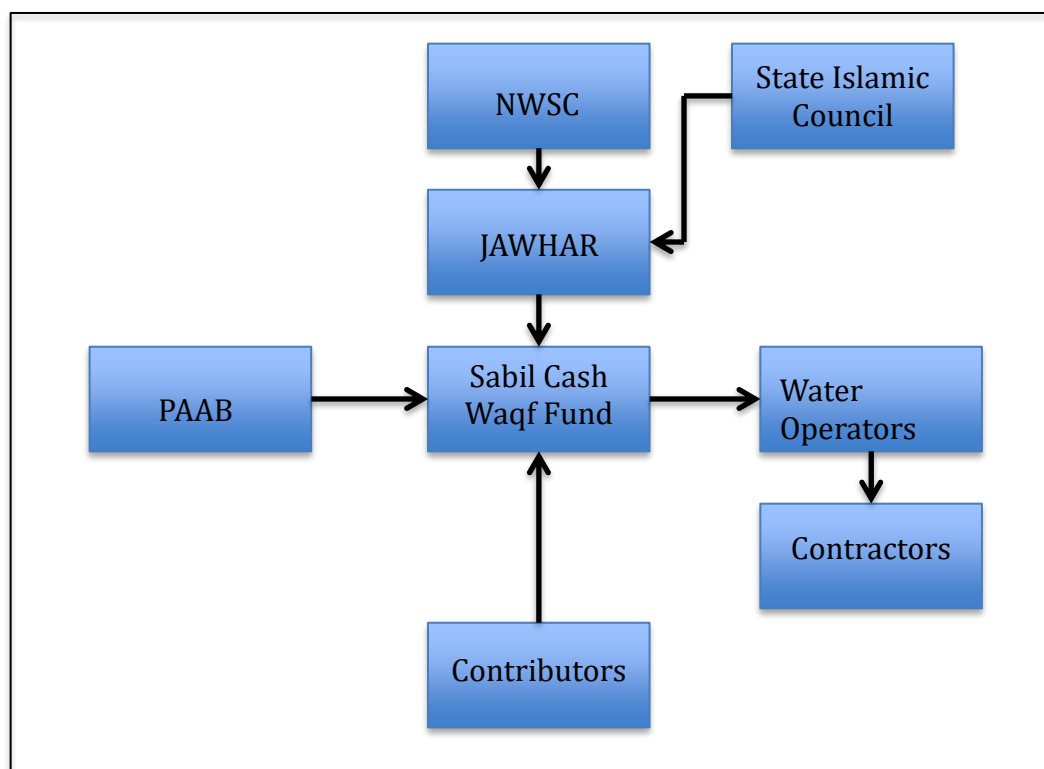 NWSC
State Islamic
Council
JAWHAR
PAAB
Sabil Cash
Waqf Fund
Water
Operators
Contractors
Contributors